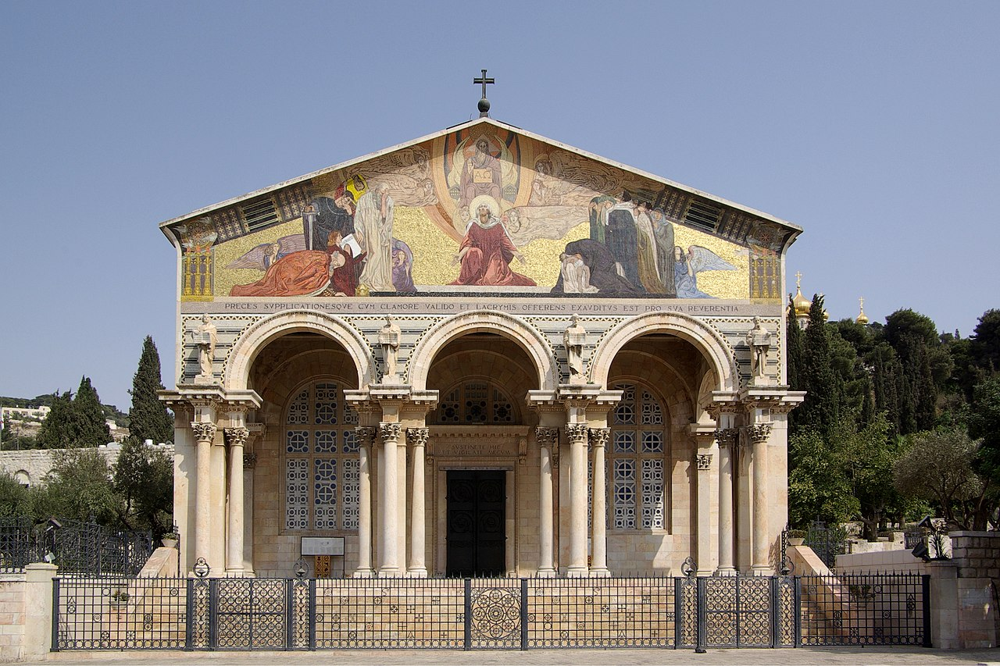 Α Ω
PRECES SVPPLICATIONESQVE CVM CLAMORE VALIDO ET LACRYMIS OFFERENS EXAVDITVS EST PRO SVA REVERENTIA
SVSTINETE HIC
ET VIGILATE MECVM